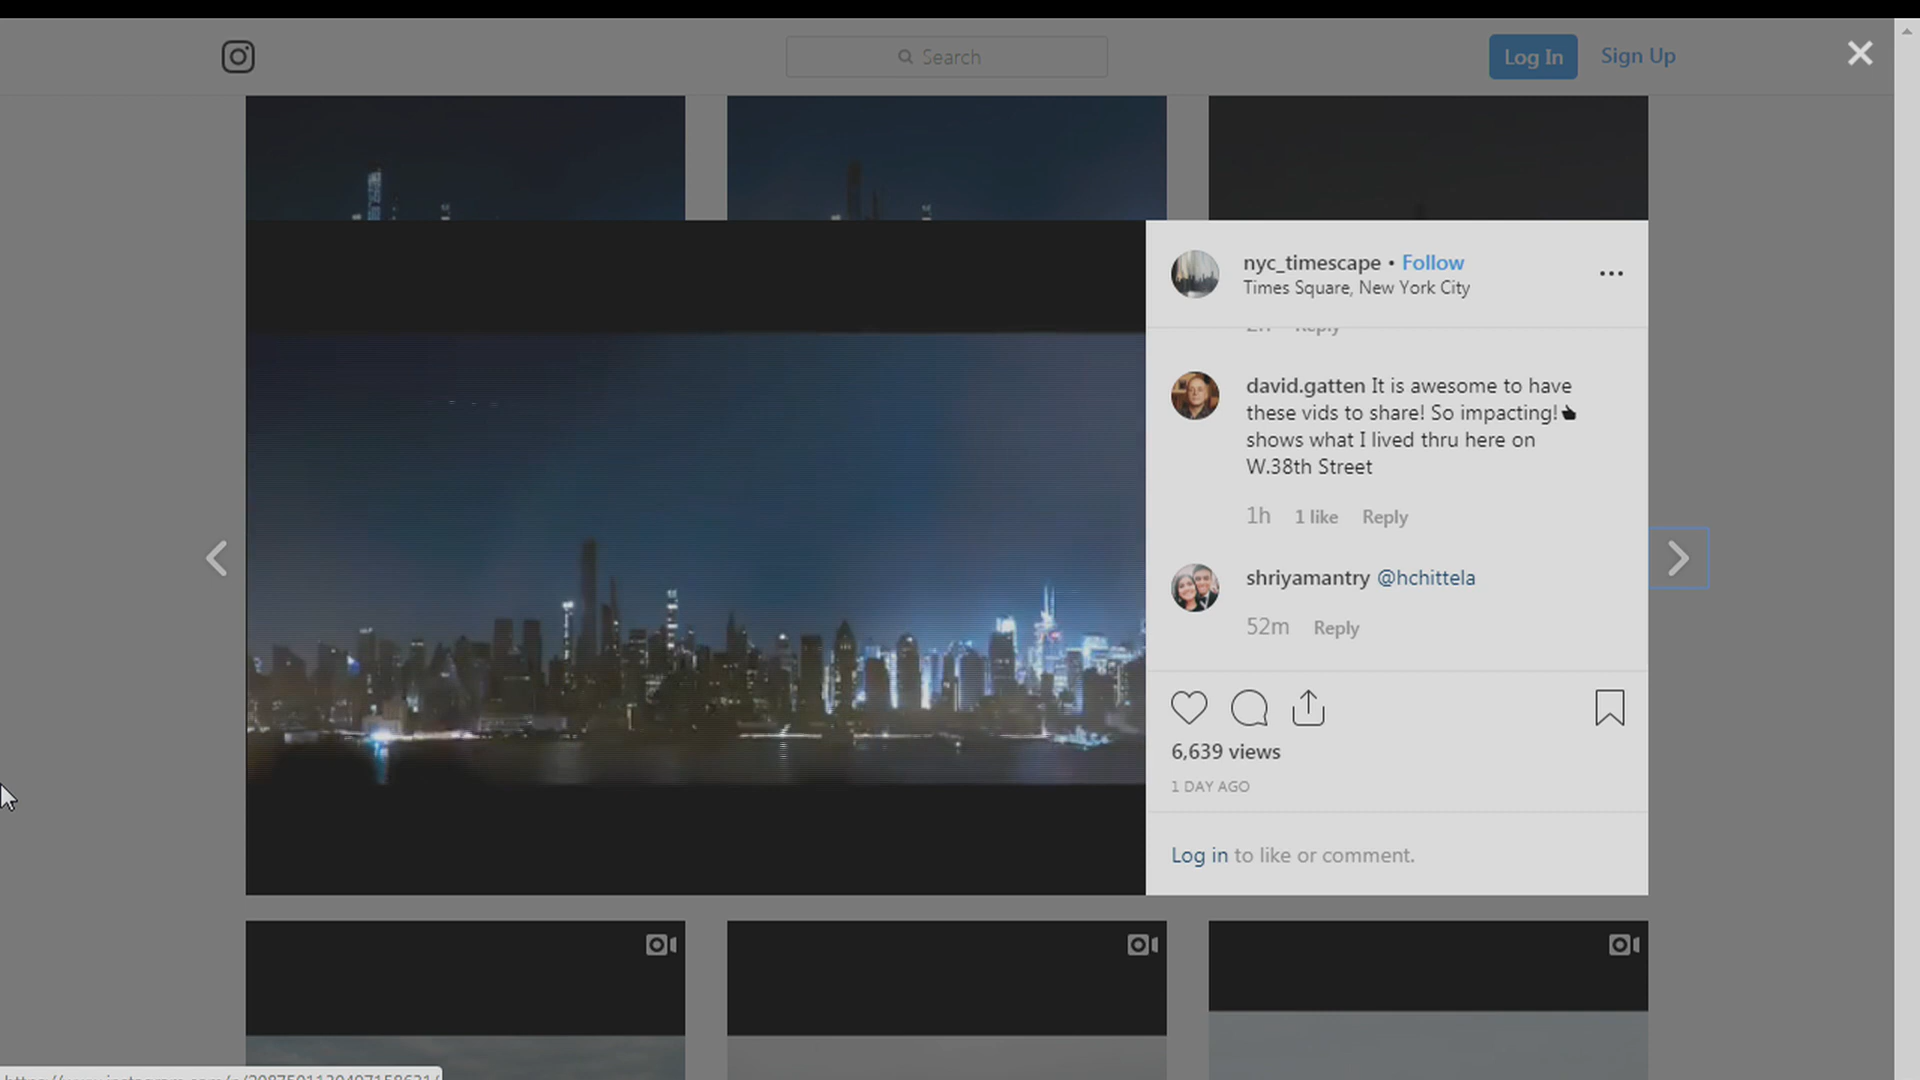 Search
Log In
Sign Up
nyc_timescape • Follow
Times Square, New York City
2h Reply
david.gatten It is awesome to have
these vids to share! So impacting!
shows what I lived thru here on
W.38th Street
1h 1 like Reply
shriyamantry @hchittela
52m Reply
6,639 views
1 DAY AGO
Log in to like or comment.